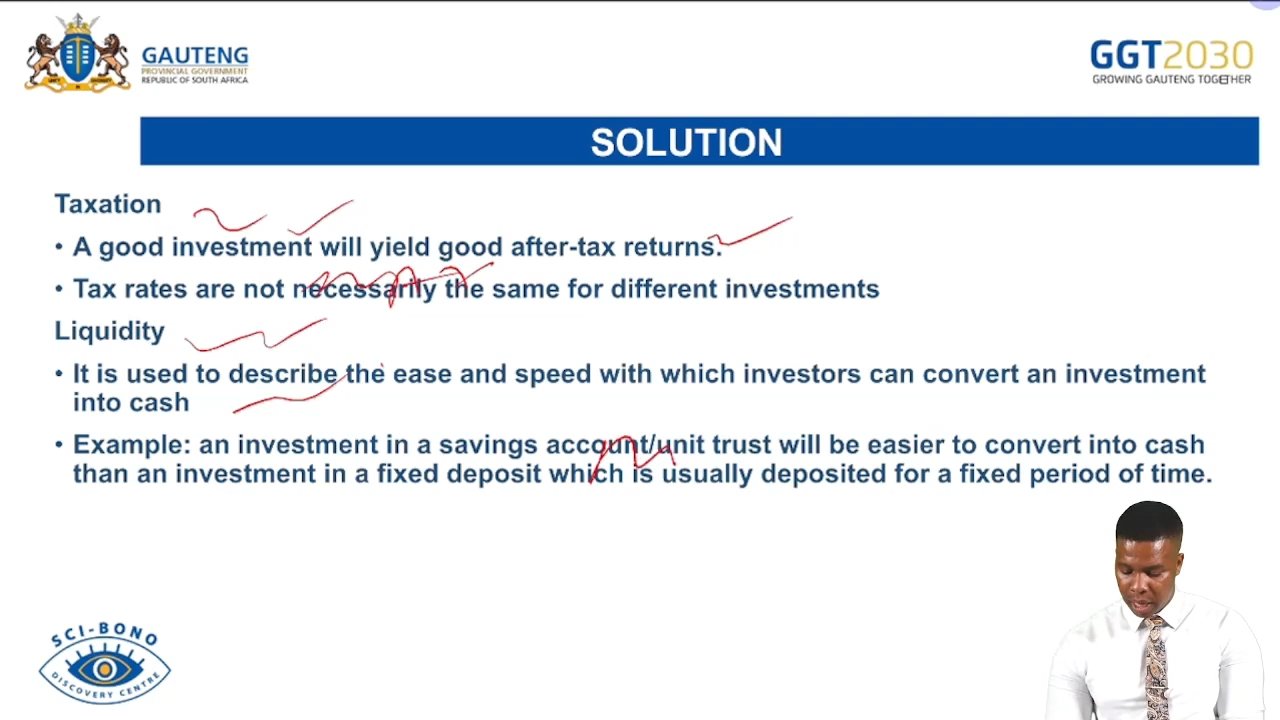 GAUTENG
PROVINCIAL GOVERNMENT
REPUBLIC OF SOUTH AFRICA
GGT2030
GROWING GAUTENG TOGETHER
SOLUTION
Taxation
• A good investment will yield good after-tax returns.
• Tax rates are not necessarily the same for different investments
Liquidity
• It is used to describe the ease and speed with which investors can convert an investment
into cash
• Example: an investment in a savings account/unit trust will be easier to convert into cash
than an investment in a fixed deposit which is usually deposited for a fixed period of time.
SCI-BONO
DISCOVERY CENTRE